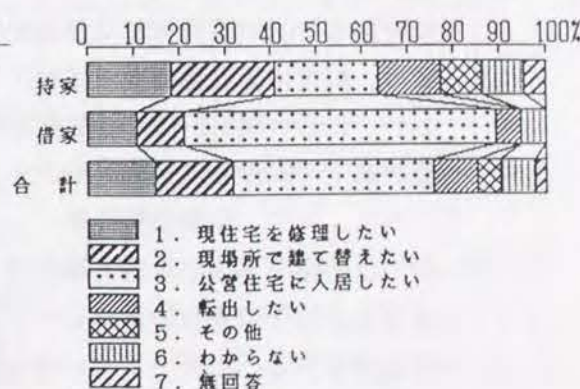 0 10 20 30 40 50 60 70 80 90 100%
持家
借家
合計
1. 現住宅を修理したい
2. 現場所で建て替えたい
3. 公営住宅に入居したい
4. 転出したい
5. その他
6. わからない
7. 無回答